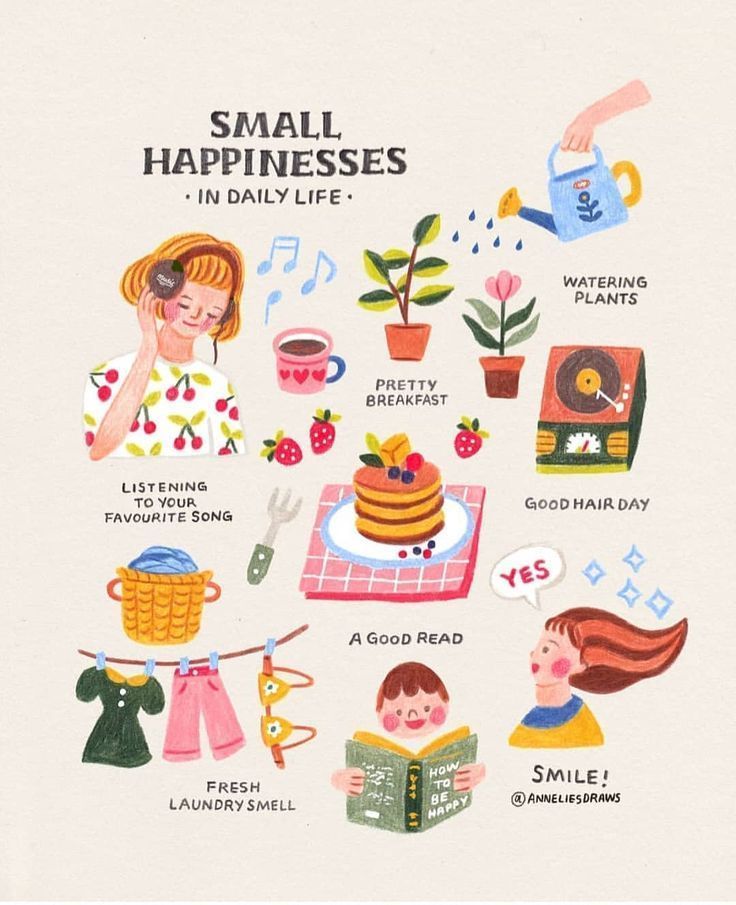 SMALL
HAPPINESSES
· IN DAILY LIFE ·
WATERING
PLANTS
PRETTY
BREAKFAST
LISTENING
TO YOUR
FAVOURITE SONG
GOOD HAIR DAY
YES
A GOOD READ
HOW
TO
BE
HAPPY
FRESH
LAUNDRY SMELL
SMILE!
@ANNELIESDRAWS